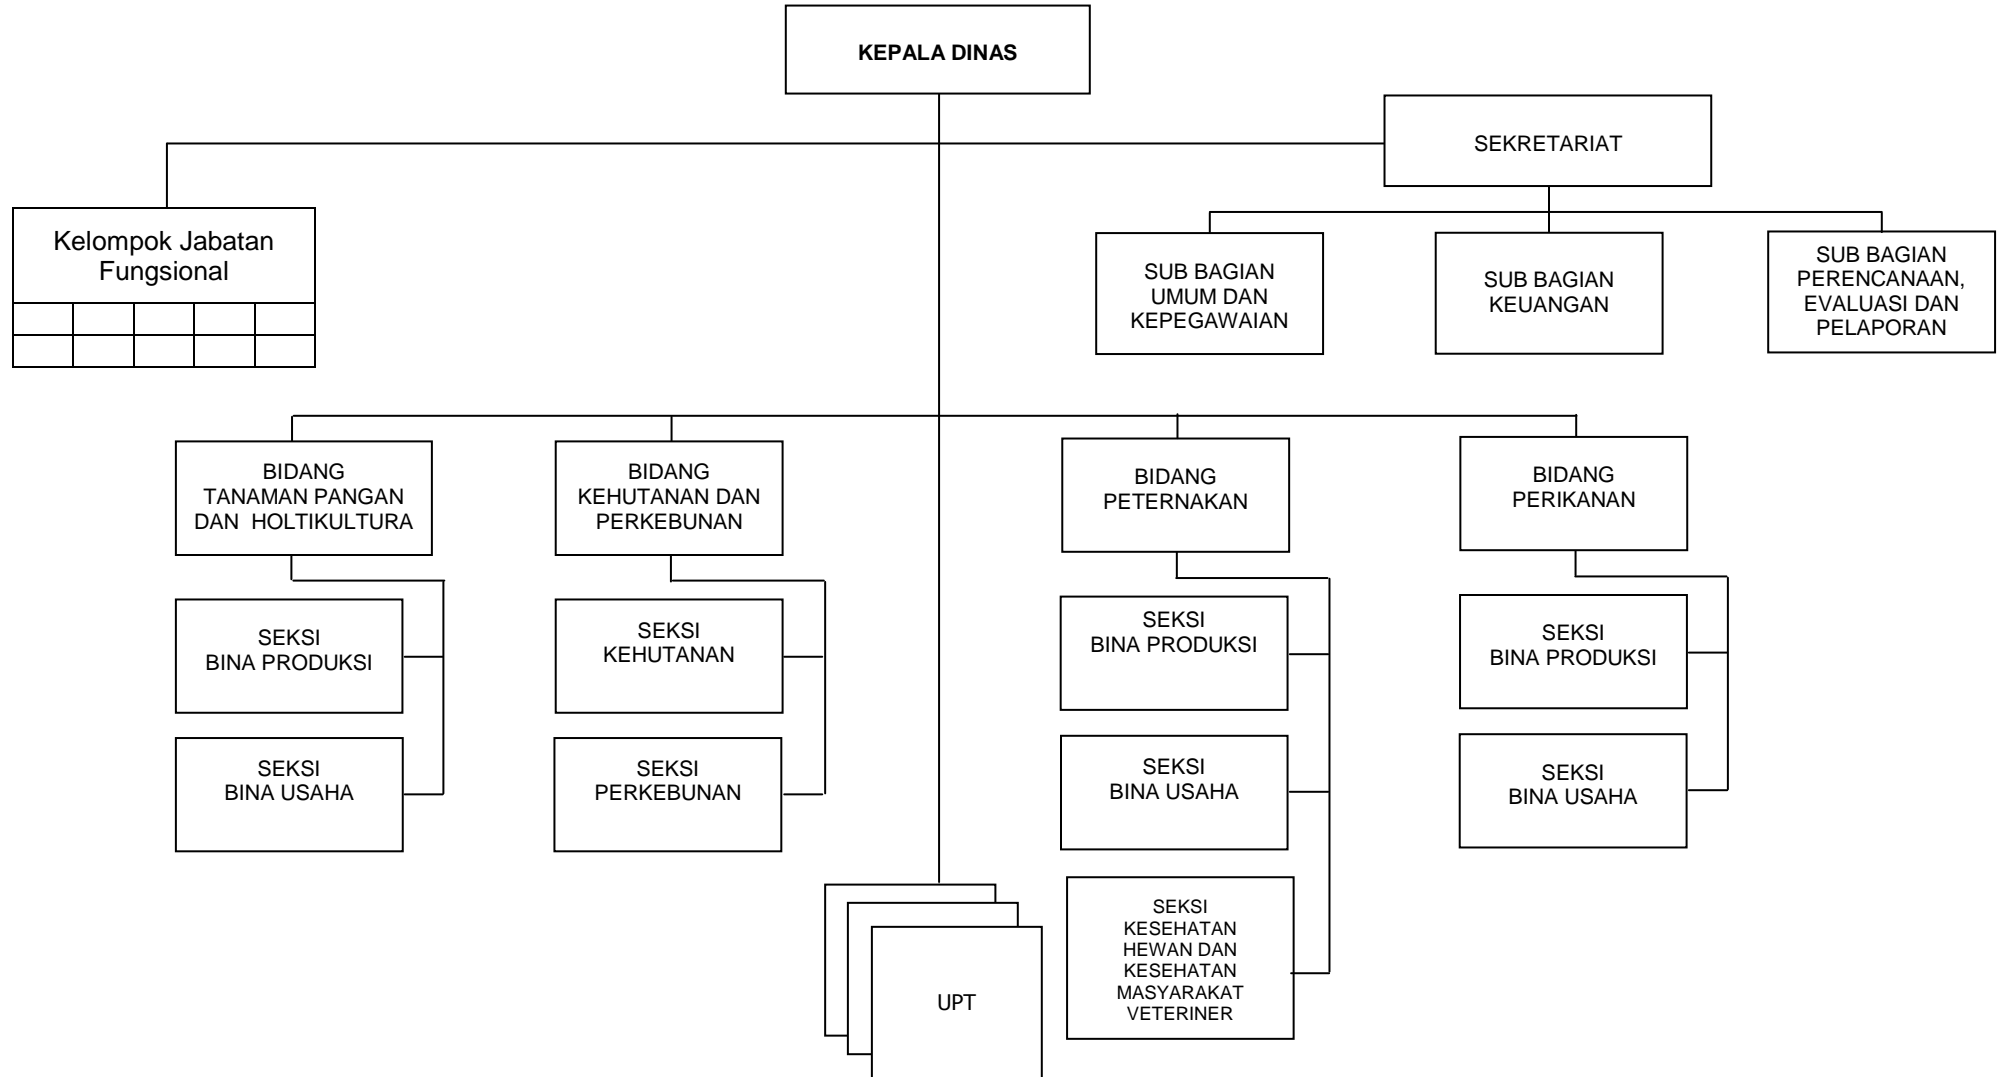 KEPALA DINAS
SEKRETARIAT
Kelompok Jabatan
Fungsional
SUB BAGIAN
UMUM DAN
KEPEGAWAIAN
SUB BAGIAN
KEUANGAN
SUB BAGIAN
PERENCANAAN,
EVALUASI DAN
PELAPORAN
BIDANG
TANAMAN PANGAN
DAN HOLTIKULTURA
BIDANG
KEHUTANAN DAN
PERKEBUNAN
BIDANG
PETERNAKAN
BIDANG
PERIKANAN
SEKSI
BINA PRODUKSI
SEKSI
KEHUTANAN
SEKSI
BINA PRODUKSI
SEKSI
BINA PRODUKSI
SEKSI
BINA USAHA
SEKSI
PERKEBUNAN
SEKSI
BINA USAHA
SEKSI
BINA USAHA
SEKSI
KESEHATAN
HEWAN DAN
KESEHATAN
MASYARAKAT
VETERINER
UPT